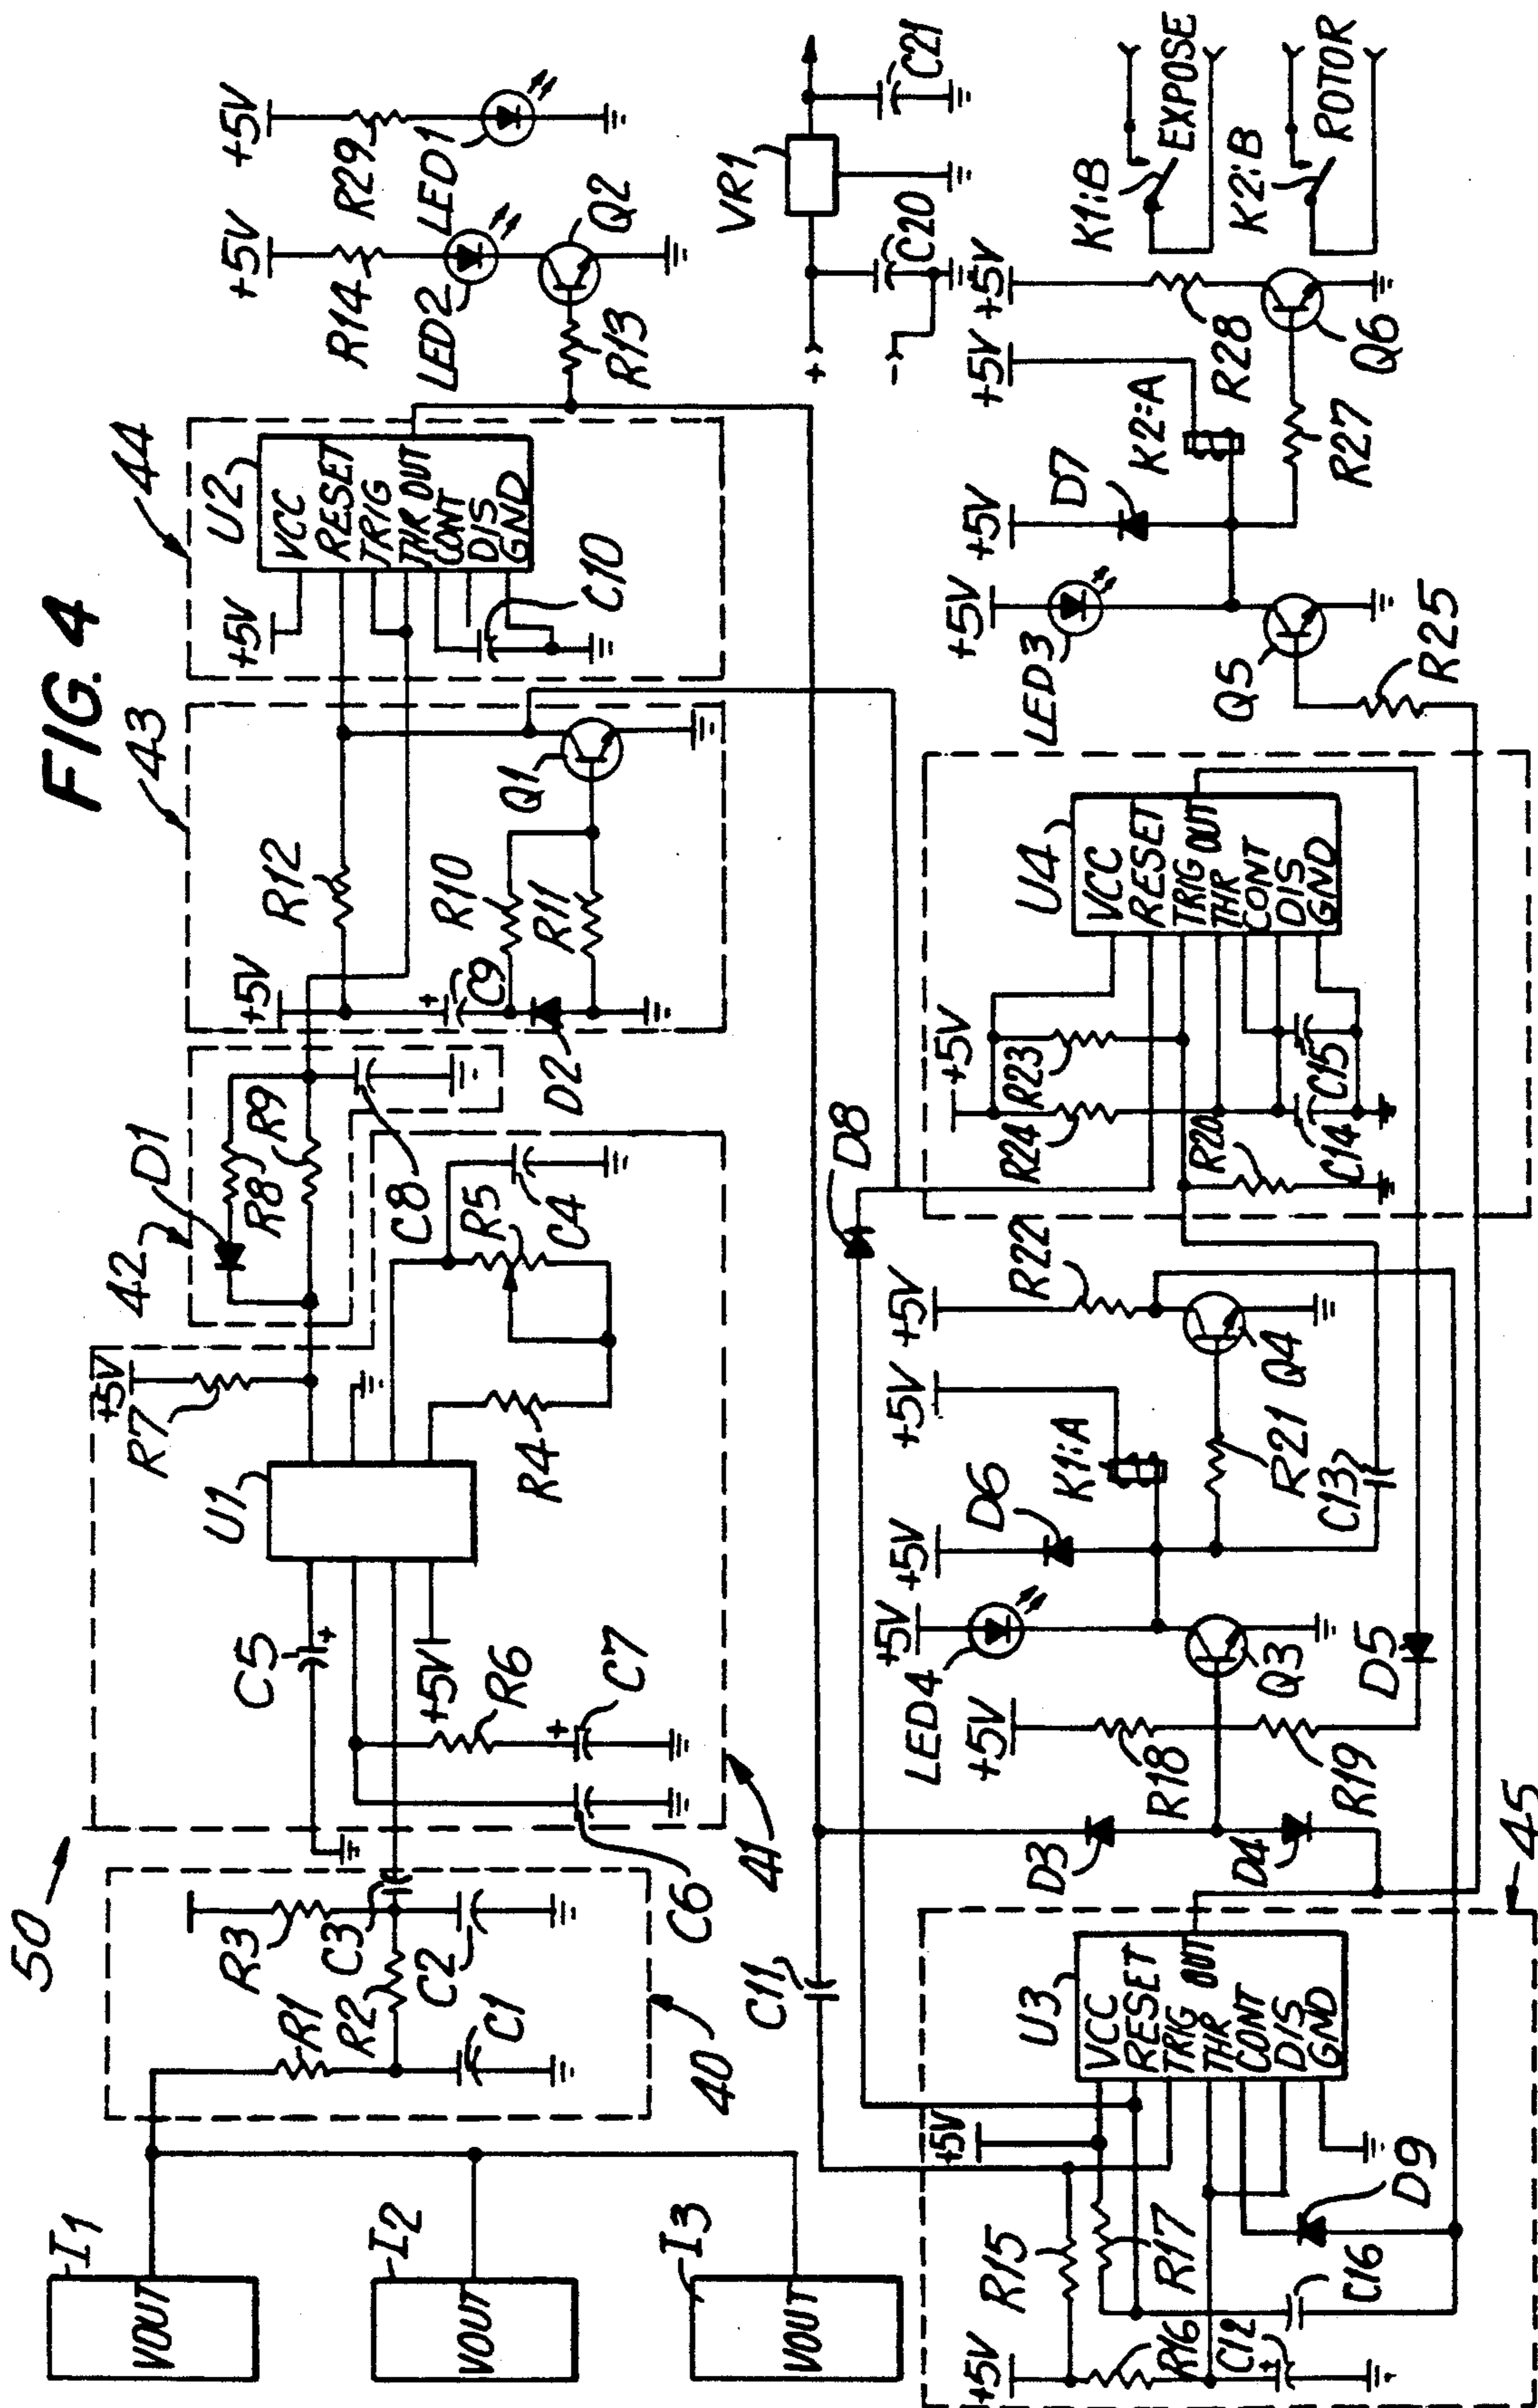 FIG. 4
50
I1
VOUT
I2
VOUT
I3
VOUT
R1
R2
R3
C3
C2
C1
40
C5
+5V
R6
C7
C6
41
U1
+5V
R7
R4
R5
C4
42
D1
R8
R9
C8
43
+5V
R12
R10
R11
C9
D2
Q1
44
U2
VCC
RESET
TRIG
THR OUT
CONT
DIS
GND
+5V
C10
+5V
R14
LED2
Q2
R13
+5V
R29
LED1
VR1
C20
C21
+
-
C11
D8
45
U3
VCC
RESET
TRIG OUT
THR
CONT
DIS
GND
+5V
R15
R17
D9
C16
+5V
R16
C12
+
D3
D4
+5V
R18
R19
D5
+5V
LED4
Q3
+5V
D6
+5V
K1:A
R21
Q4
C13
+5V
R22
U4
VCC
RESET
TRIG OUT
THR
CONT
DIS
GND
+5V
R23
R24
R20
C14
C15
+5V
LED3
Q5
R25
+5V
D7
+5V
K2:A
R27
+5V
R28
Q6
K1:B
EXPOSE
K2:B
ROTOR